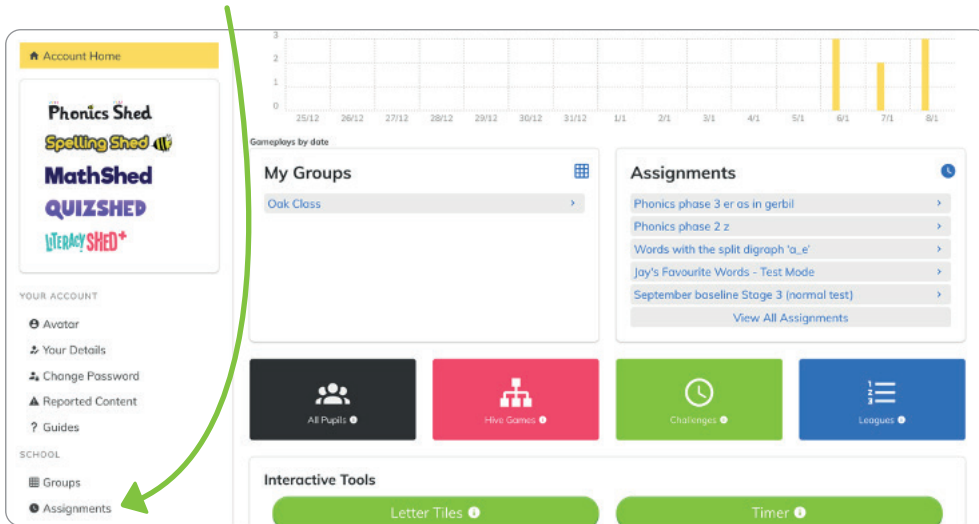 Account Home
Phonics Shed
Spelling Shed
MathShed
QUIZSHED
LITERACY SHED+
YOUR ACCOUNT
Avatar
Your Details
Change Password
Reported Content
? Guides
SCHOOL
Groups
Assignments
3
2
1
0
25/12 26/12 27/12 28/12 29/12 30/12 31/12 1/1 2/1 3/1 4/1 5/1 6/1 7/1 8/1
Gameplays by date
My Groups
Oak Class
Assignments
Phonics phase 3 er as in gerbil
Phonics phase 2 z
Words with the split digraph 'a_e'
Jay's Favourite Words - Test Mode
September baseline Stage 3 (normal test)
View All Assignments
All Pupils
Hive Games
Challenges
Leagues
Interactive Tools
Letter Tiles
Timer